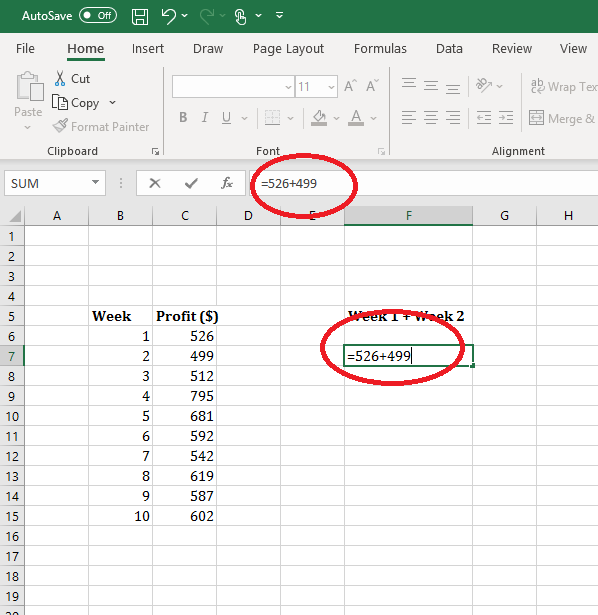 AutoSave Off
File Home Insert Draw Page Layout Formulas Data Review View
Paste
Cut
Copy
Format Painter
Clipboard
11 A A
B I U A
Font
ab Wrap Tex
Merge &
Alignment
SUM fx =526+499
A B C D E F G H
1
2
3
4
5 Week Profit ($) Week 1 + Week 2
6 1 526
7 2 499 =526+499
8 3 512
9 4 795
10 5 681
11 6 592
12 7 542
13 8 619
14 9 587
15 10 602
16
17
18
19